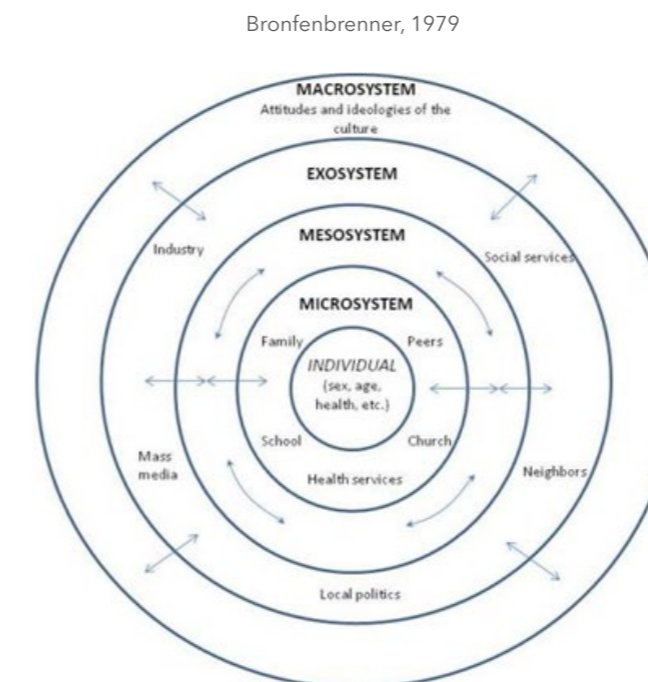 Bronfenbrenner, 1979
MACROSYSTEM
Attitudes and ideologies of the
culture
EXOSYSTEM
MESOSYSTEM
Industry
Social services
MICROSYSTEM
Family
Peers
INDIVIDUAL
(sex, age,
health, etc.)
School
Church
Mass
media
Health services
Neighbors
Local politics